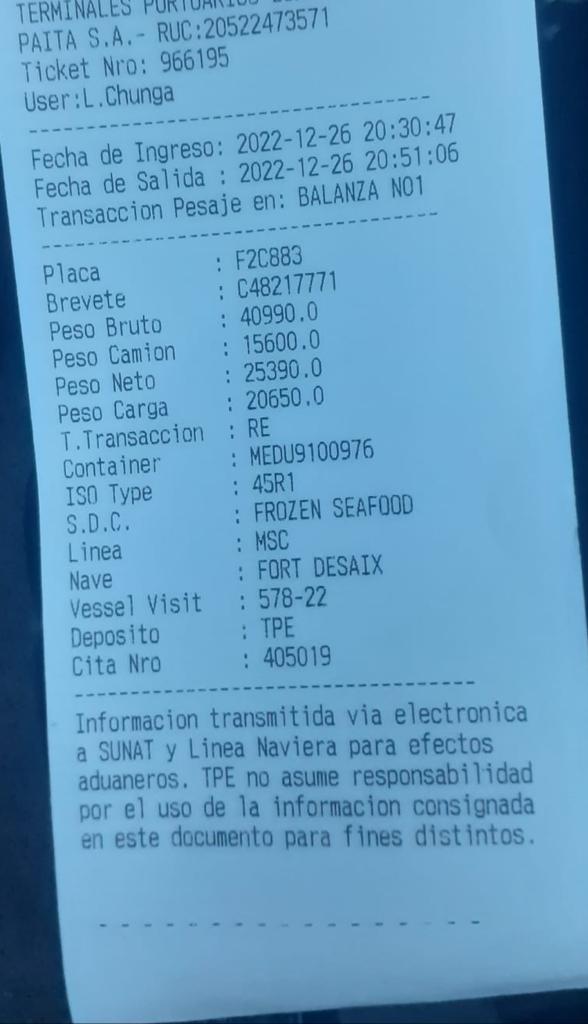 TERMINALES PORTUARIOS
PAITA S.A.- RUC:20522473571
Ticket Nro: 966195
User:L.Chunga
Fecha de Ingreso: 2022-12-26 20:30:47
Fecha de Salida : 2022-12-26 20:51:06
Transaccion Pesaje en: BALANZA NO1
Placa : F2C883
Brevete : C48217771
Peso Bruto : 40990.0
Peso Camion : 15600.0
Peso Neto : 25390.0
Peso Carga : 20650.0
T.Transaccion : RE
Container : MEDU9100976
ISO Type : 45R1
S.D.C. : FROZEN SEAFOOD
Linea : MSC
Nave : FORT DESAIX
Vessel Visit : 578-22
Deposito : TPE
Cita Nro : 405019
Informacion transmitida via electronica
a SUNAT y Linea Naviera para efectos
aduaneros. TPE no asume responsabilidad
por el uso de la informacion consignada
en este documento para fines distintos.